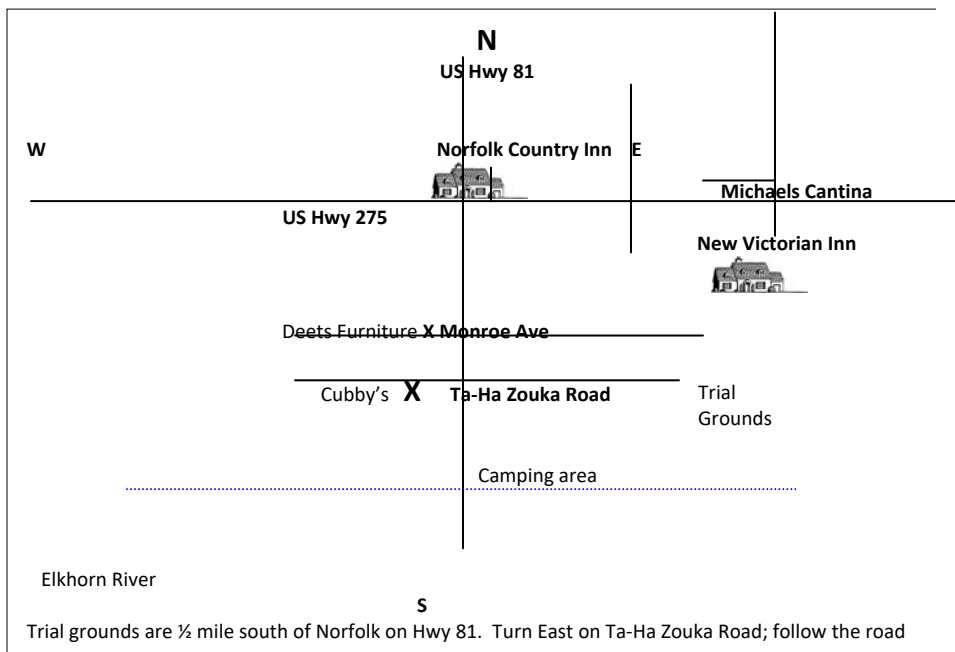 N
US Hwy 81
W
Norfolk Country Inn E
Michaels Cantina
US Hwy 275
New Victorian Inn
Deets Furniture X Monroe Ave
Cubby’s X Ta-Ha Zouka Road
Trial
Grounds
Camping area
Elkhorn River
S
Trial grounds are ½ mile south of Norfolk on Hwy 81. Turn East on Ta-Ha Zouka Road; follow the road